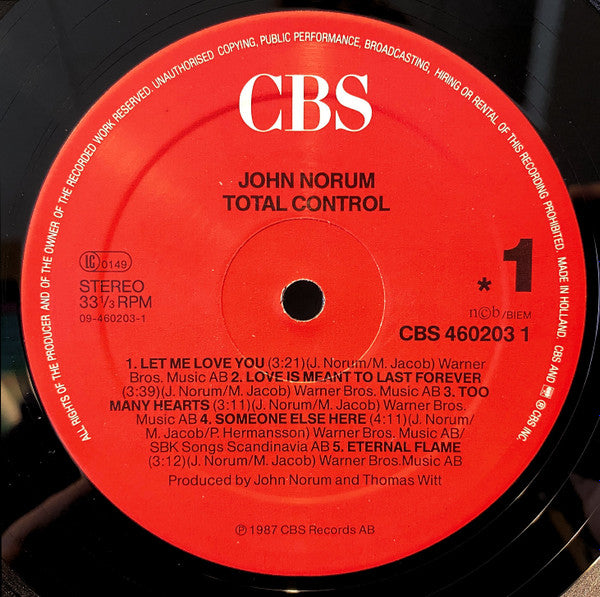 ALL RIGHTS OF THE PRODUCER AND OF THE OWNER OF THE RECORDED WORK RESERVED. UNAUTHORISED COPYING, PUBLIC PERFORMANCE, BROADCASTING, HIRING OR RENTAL OF THIS RECORDING PROHIBITED. MADE IN HOLLAND. CBS AND ® CBS INC.
CBS
JOHN NORUM
TOTAL CONTROL
LC 0149
STEREO
33 1/3 RPM
09-460203-1
* 1
n©b/BIEM
CBS 460203 1
1. LET ME LOVE YOU (3:21)(J. Norum/M. Jacob) Warner
Bros. Music AB 2. LOVE IS MEANT TO LAST FOREVER
(3:39)(J. Norum/M. Jacob) Warner Bros. Music AB 3. TOO
MANY HEARTS (3:11)(J. Norum/M. Jacob) Warner Bros.
Music AB 4. SOMEONE ELSE HERE (4:11)(J. Norum/
M. Jacob/P. Hermansson) Warner Bros. Music AB/
SBK Songs Scandinavia AB 5. ETERNAL FLAME
(3:12)(J. Norum/M. Jacob) Warner Bros. Music AB
Produced by John Norum and Thomas Witt
℗ 1987 CBS Records AB